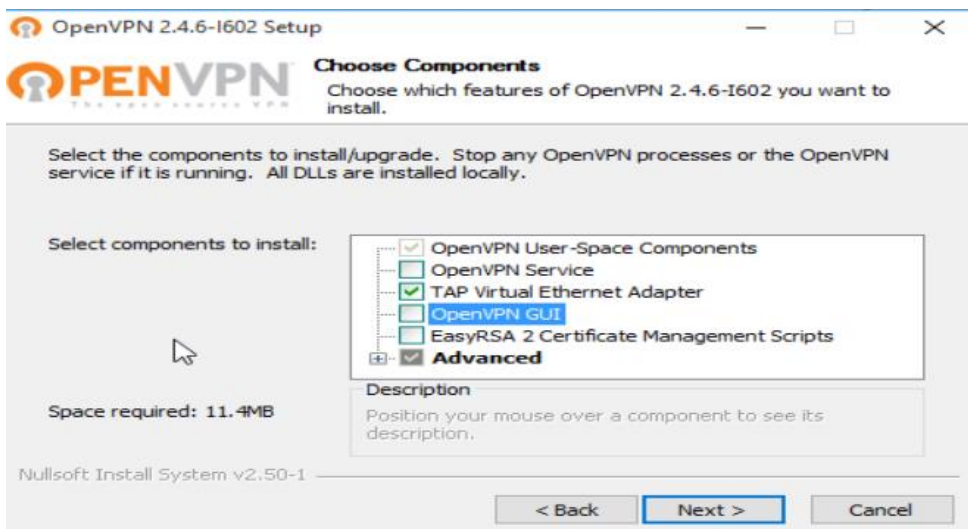 OpenVPN 2.4.6-I602 Setup
OPENVPN
The open source VPN
Choose Components
Choose which features of OpenVPN 2.4.6-I602 you want to
install.
Select the components to install/upgrade. Stop any OpenVPN processes or the OpenVPN
service if it is running. All DLLs are installed locally.
Select components to install:
OpenVPN User-Space Components
OpenVPN Service
TAP Virtual Ethernet Adapter
OpenVPN GUI
EasyRSA 2 Certificate Management Scripts
Advanced
Space required: 11.4MB
Description
Position your mouse over a component to see its
description.
Nullsoft Install System v2.50-1
< Back Next > Cancel